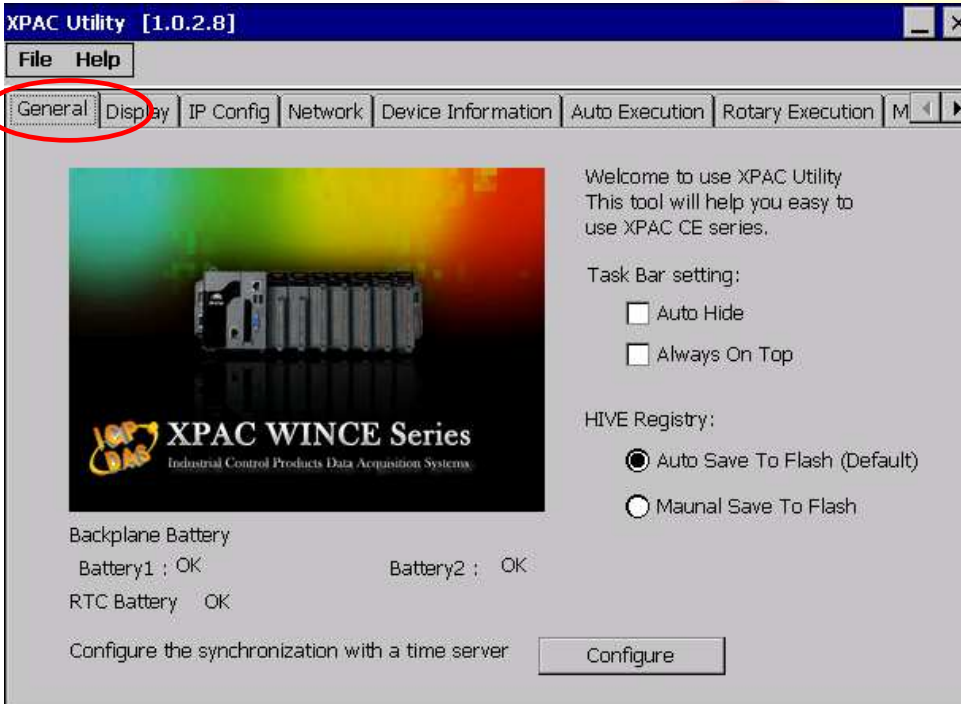 XPAC Utility [1.0.2.8]
File Help
General Display IP Config Network Device Information Auto Execution Rotary Execution M
Welcome to use XPAC Utility
This tool will help you easy to
use XPAC CE series.
Task Bar setting:
Auto Hide
Always On Top
HIVE Registry:
Auto Save To Flash (Default)
Maunal Save To Flash
ICP DAS
XPAC WINCE Series
Industrial Control Products Data Acquisition Systems
Backplane Battery
Battery1 : OK Battery2 : OK
RTC Battery OK
Configure the synchronization with a time server Configure